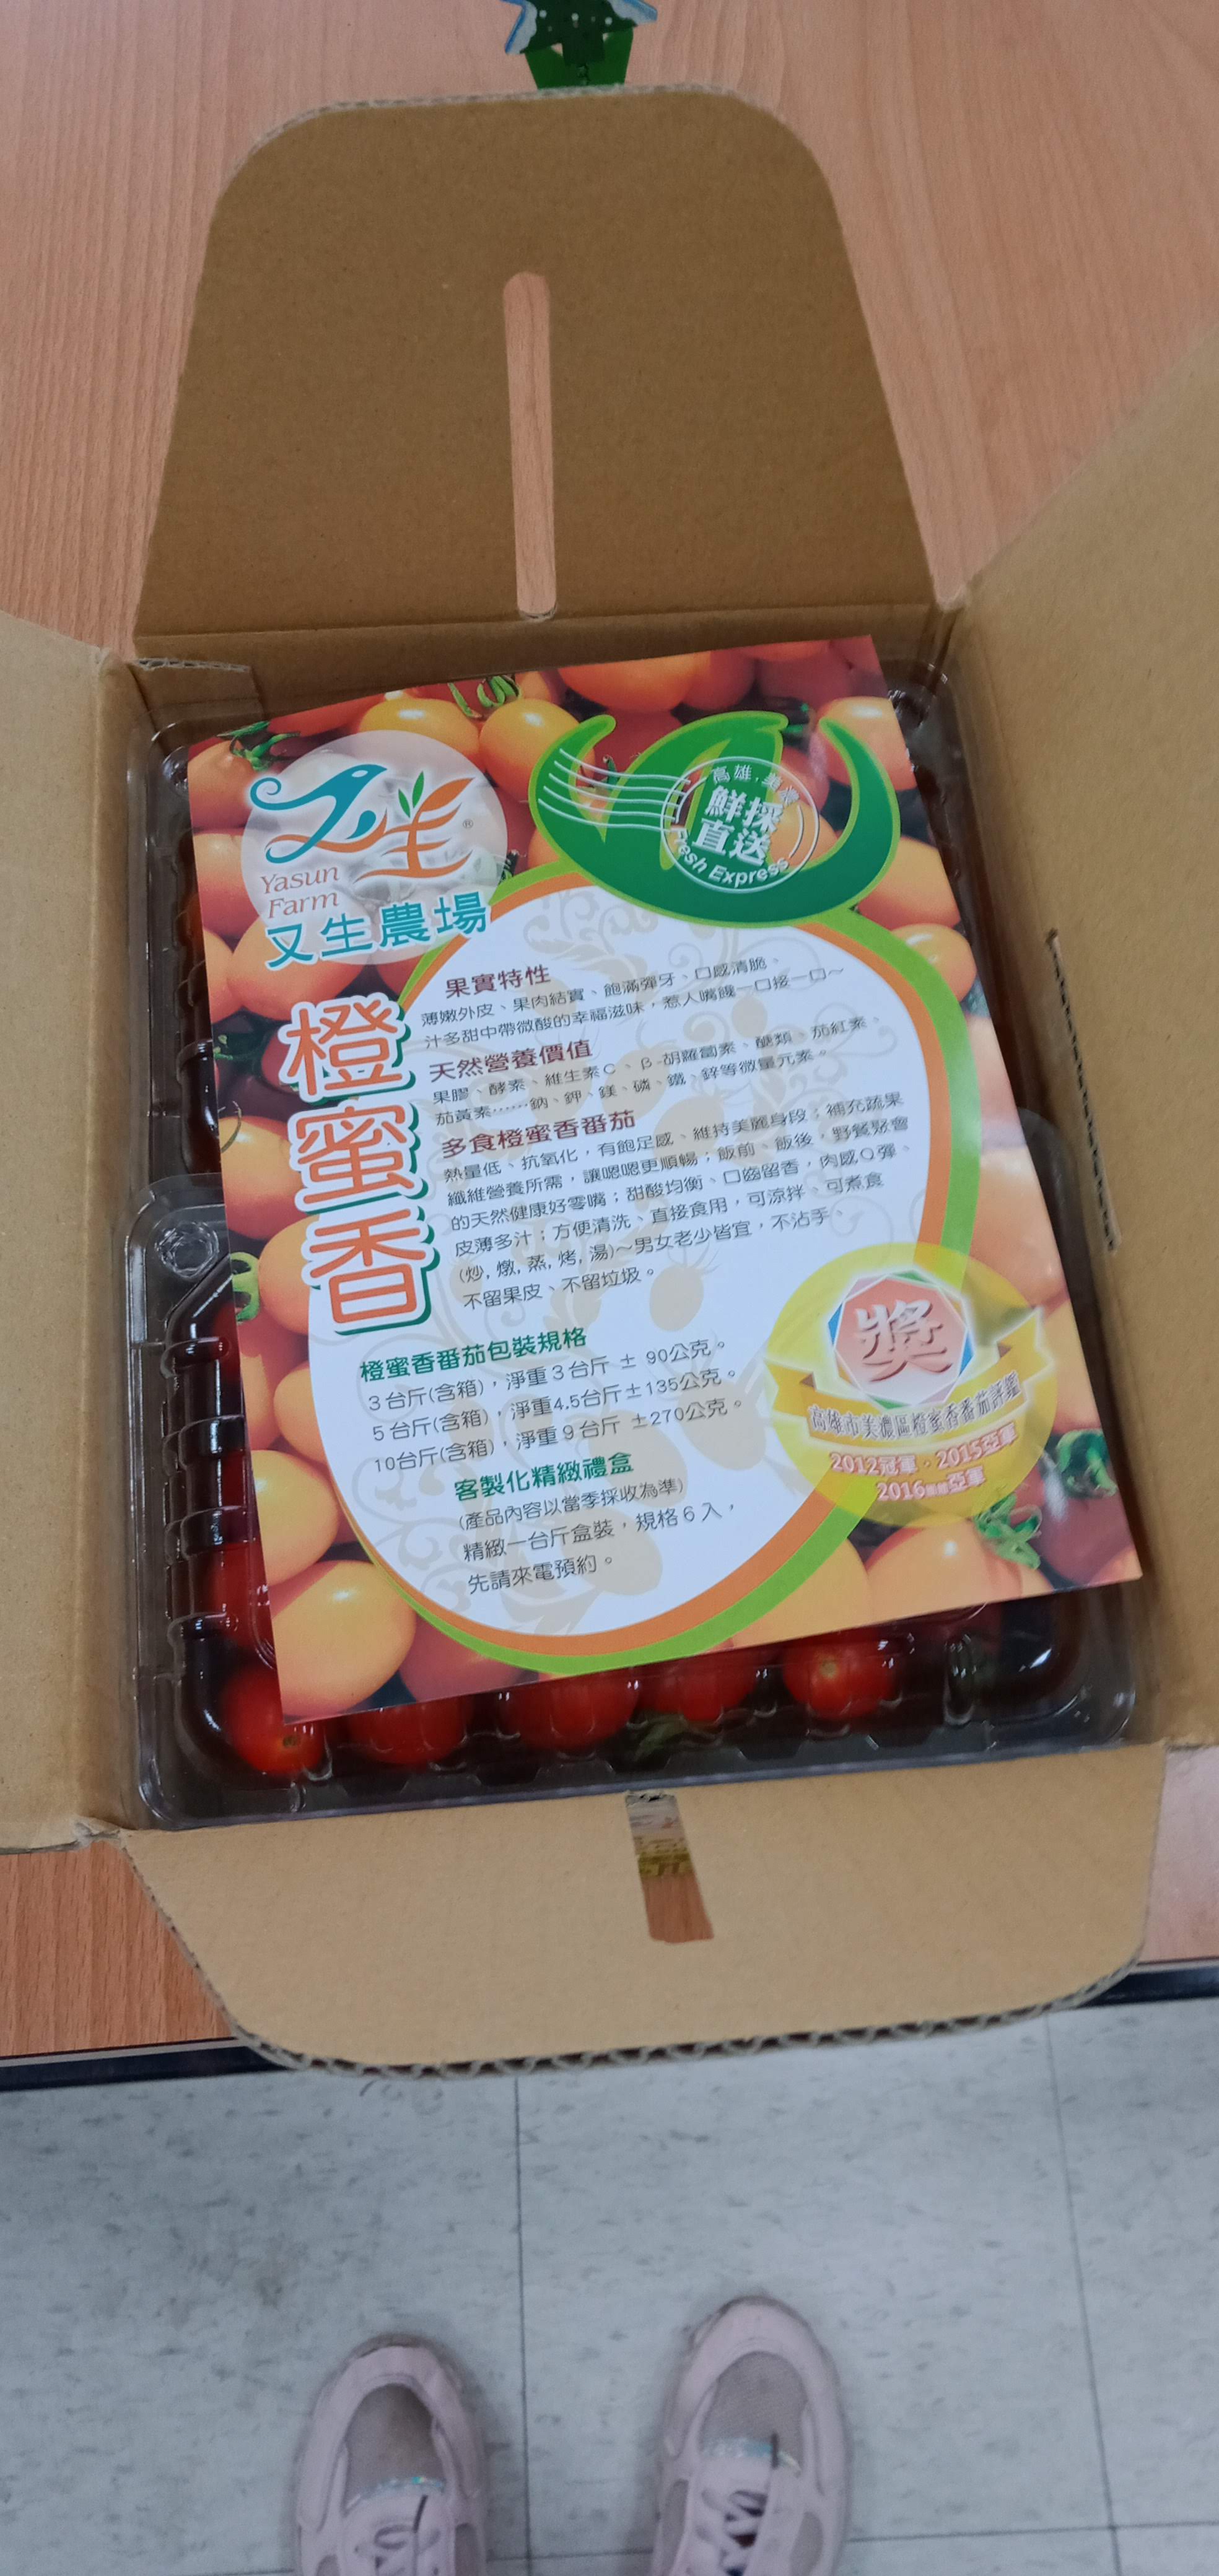 又生
®
Yasun
Farm
又生農場
高雄．美濃
鮮採
直送
Fresh Express
橙蜜香
果實特性
薄嫩外皮、果肉結實、飽滿彈牙、口感清脆、
汁多甜中帶微酸的幸福滋味，惹人嘴饞一口接一口～
天然營養價值
果膠、酵素、維生素C、β-胡蘿蔔素、醣類、茄紅素、
茄黃素……鈉、鉀、鎂、磷、鐵、鋅等微量元素。
多食橙蜜香番茄
熱量低、抗氧化，有飽足感、維持美麗身段；補充蔬果
纖維營養所需，讓嗯嗯更順暢；飯前、飯後，野餐聚會
的天然健康好零嘴；甜酸均衡、口齒留香，肉感Q彈、
皮薄多汁；方便清洗、直接食用，可涼拌、可煮食
(炒, 燉, 蒸, 烤, 湯)～男女老少皆宜，不沾手、
不留果皮、不留垃圾。
橙蜜香番茄包裝規格
3台斤(含箱)，淨重3台斤 ± 90公克。
5台斤(含箱)，淨重4.5台斤±135公克。
10台斤(含箱)，淨重9台斤 ±270公克。
客製化精緻禮盒
(產品內容以當季採收為準)
精緻一台斤盒裝，規格6入，
先請來電預約。
獎
高雄市美濃區橙蜜香番茄評鑑
2012冠軍．2015亞軍
2016亞軍